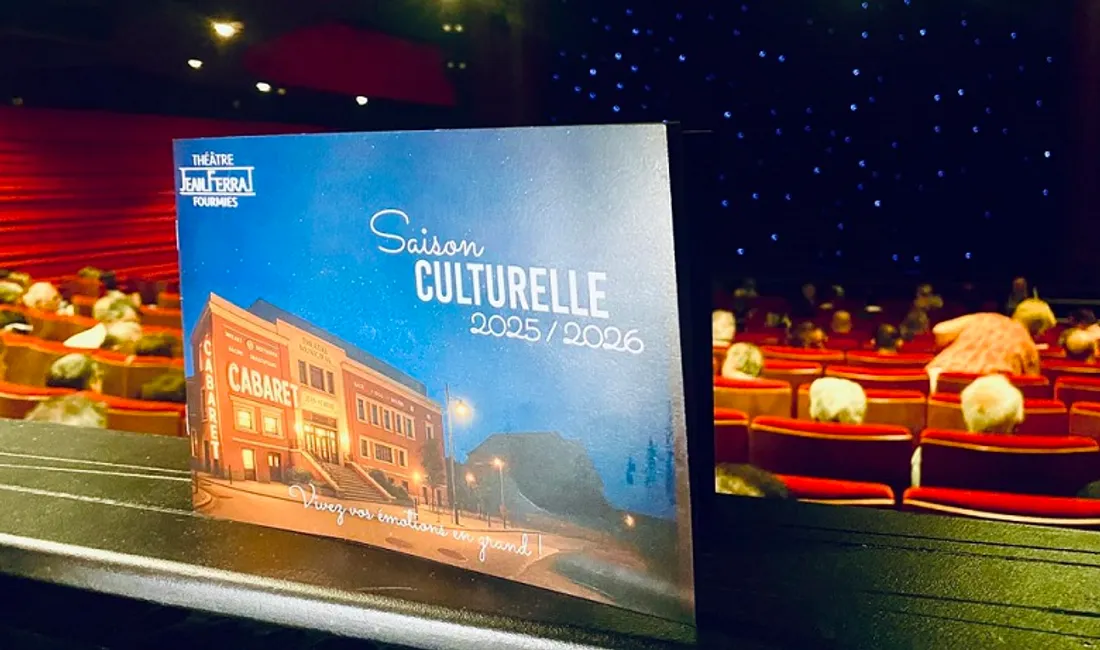 THÉÂTRE
JEAN FERRAT
FOURMIES
Saison
CULTURELLE
2025/2026
CABARET
CABARET
Vivez vos émotions en grand !